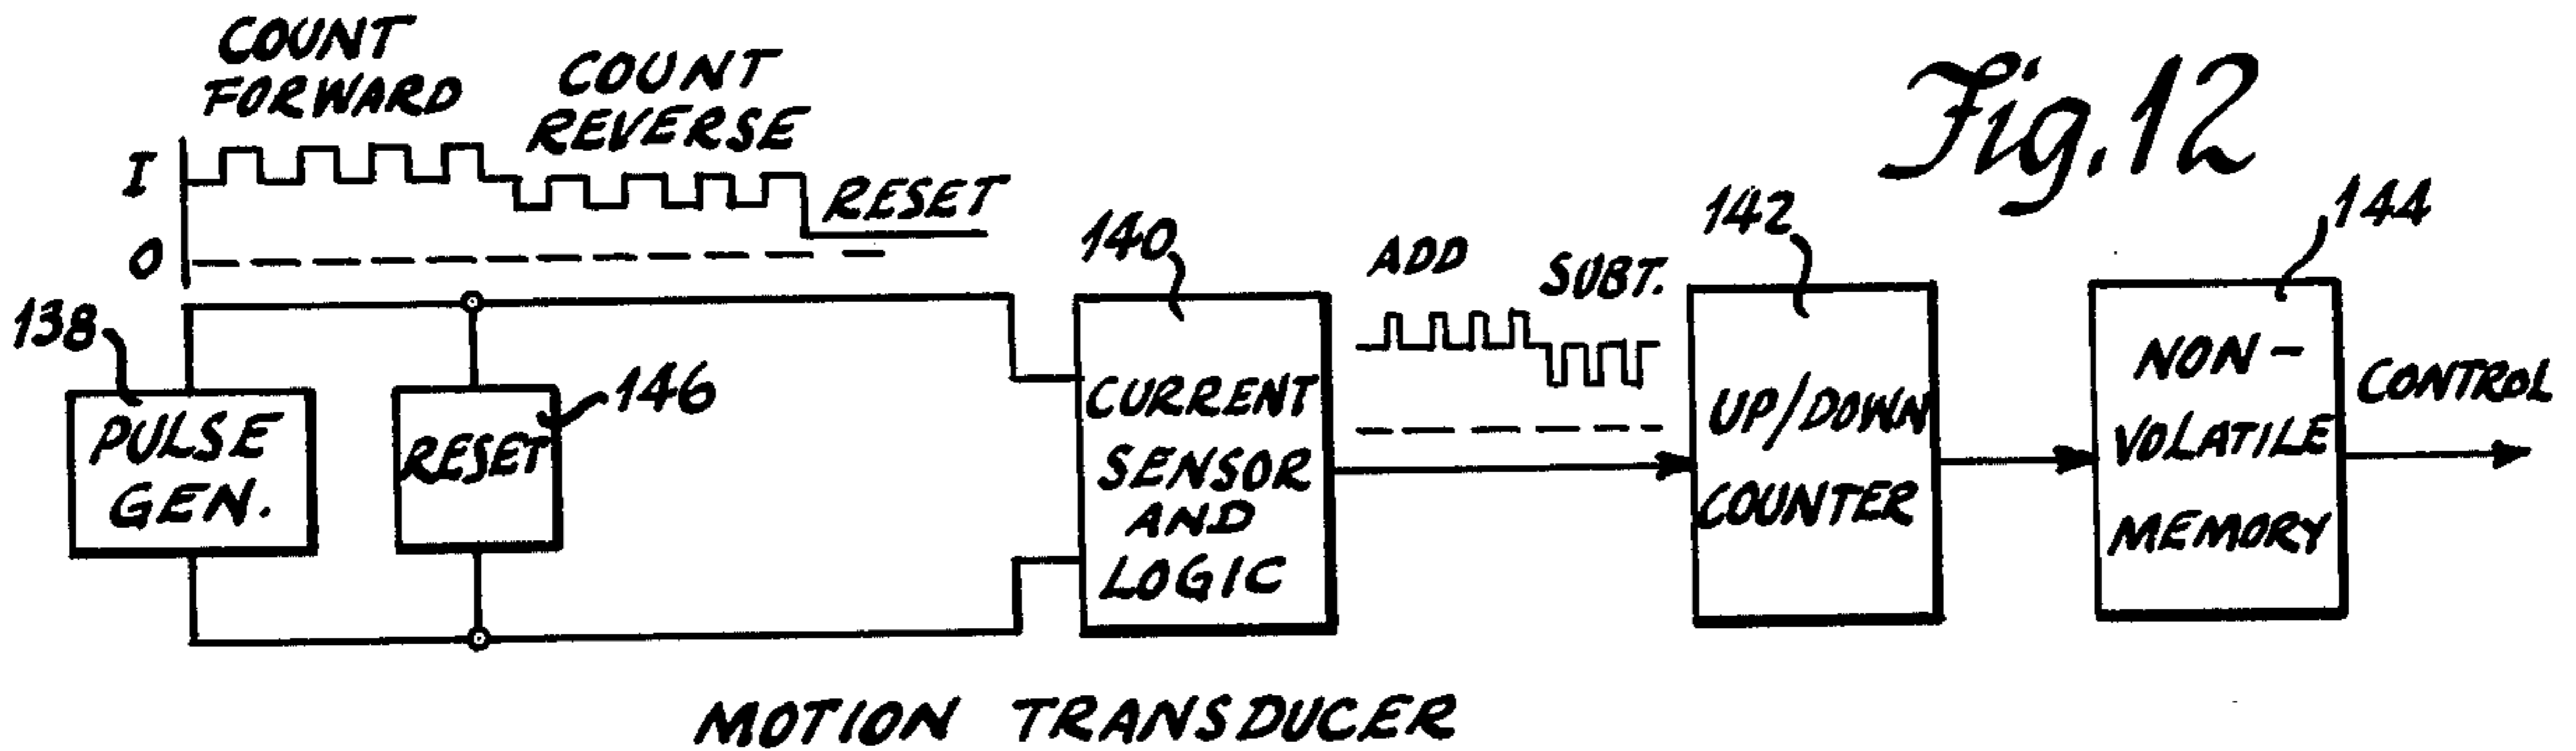 COUNT
FORWARD
COUNT
REVERSE
I
RESET
O
Fig. 12
138
PULSE
GEN.
146
RESET
140
CURRENT
SENSOR
AND
LOGIC
ADD
SUBT.
142
UP/DOWN
COUNTER
144
NON-
VOLATILE
MEMORY
CONTROL
MOTION TRANSDUCER